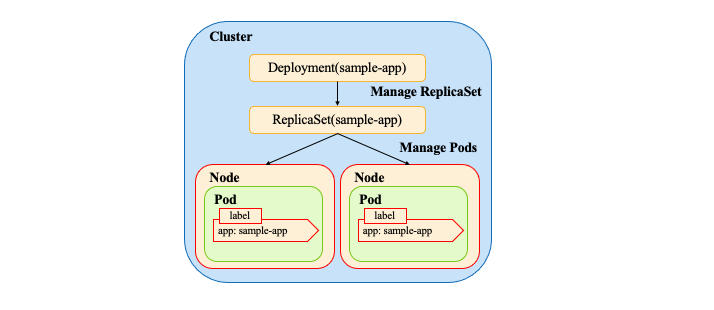 Cluster
Deployment(sample-app)
Manage ReplicaSet
ReplicaSet(sample-app)
Manage Pods
Node
Pod
label
app: sample-app
Node
Pod
label
app: sample-app